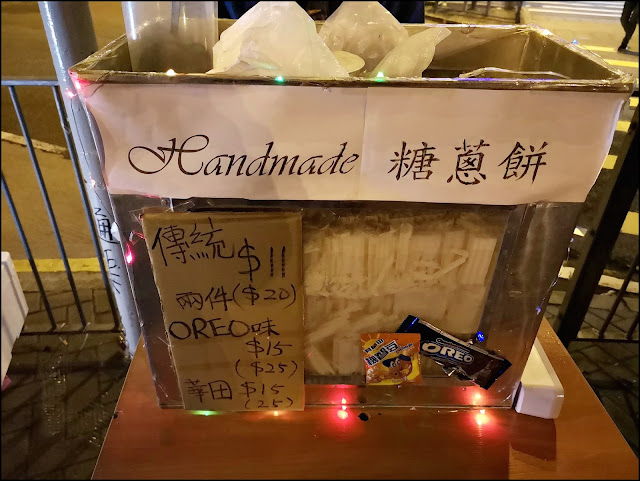 Handmade 糖蔥餅
傳統 $11
兩件($20)
OREO味
$15
($25)
華田 $15
(25)
OREO